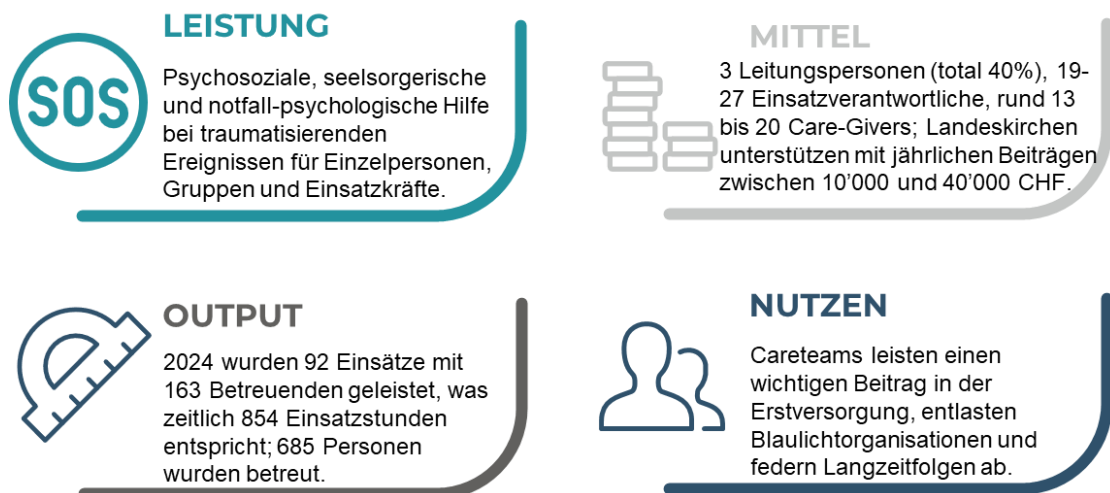 SOS
LEISTUNG
Psychosoziale, seelsorgerische
und notfall-psychologische Hilfe
bei traumatisierenden
Ereignissen für Einzelpersonen,
Gruppen und Einsatzkräfte.
MITTEL
3 Leitungspersonen (total 40%), 19-
27 Einsatzverantwortliche, rund 13
bis 20 Care-Givers; Landeskirchen
unterstützen mit jährlichen Beiträgen
zwischen 10’000 und 40’000 CHF.
OUTPUT
2024 wurden 92 Einsätze mit
163 Betreuenden geleistet, was
zeitlich 854 Einsatzstunden
entspricht; 685 Personen
wurden betreut.
NUTZEN
Careteams leisten einen
wichtigen Beitrag in der
Erstversorgung, entlasten
Blaulichtorganisationen und
federn Langzeitfolgen ab.